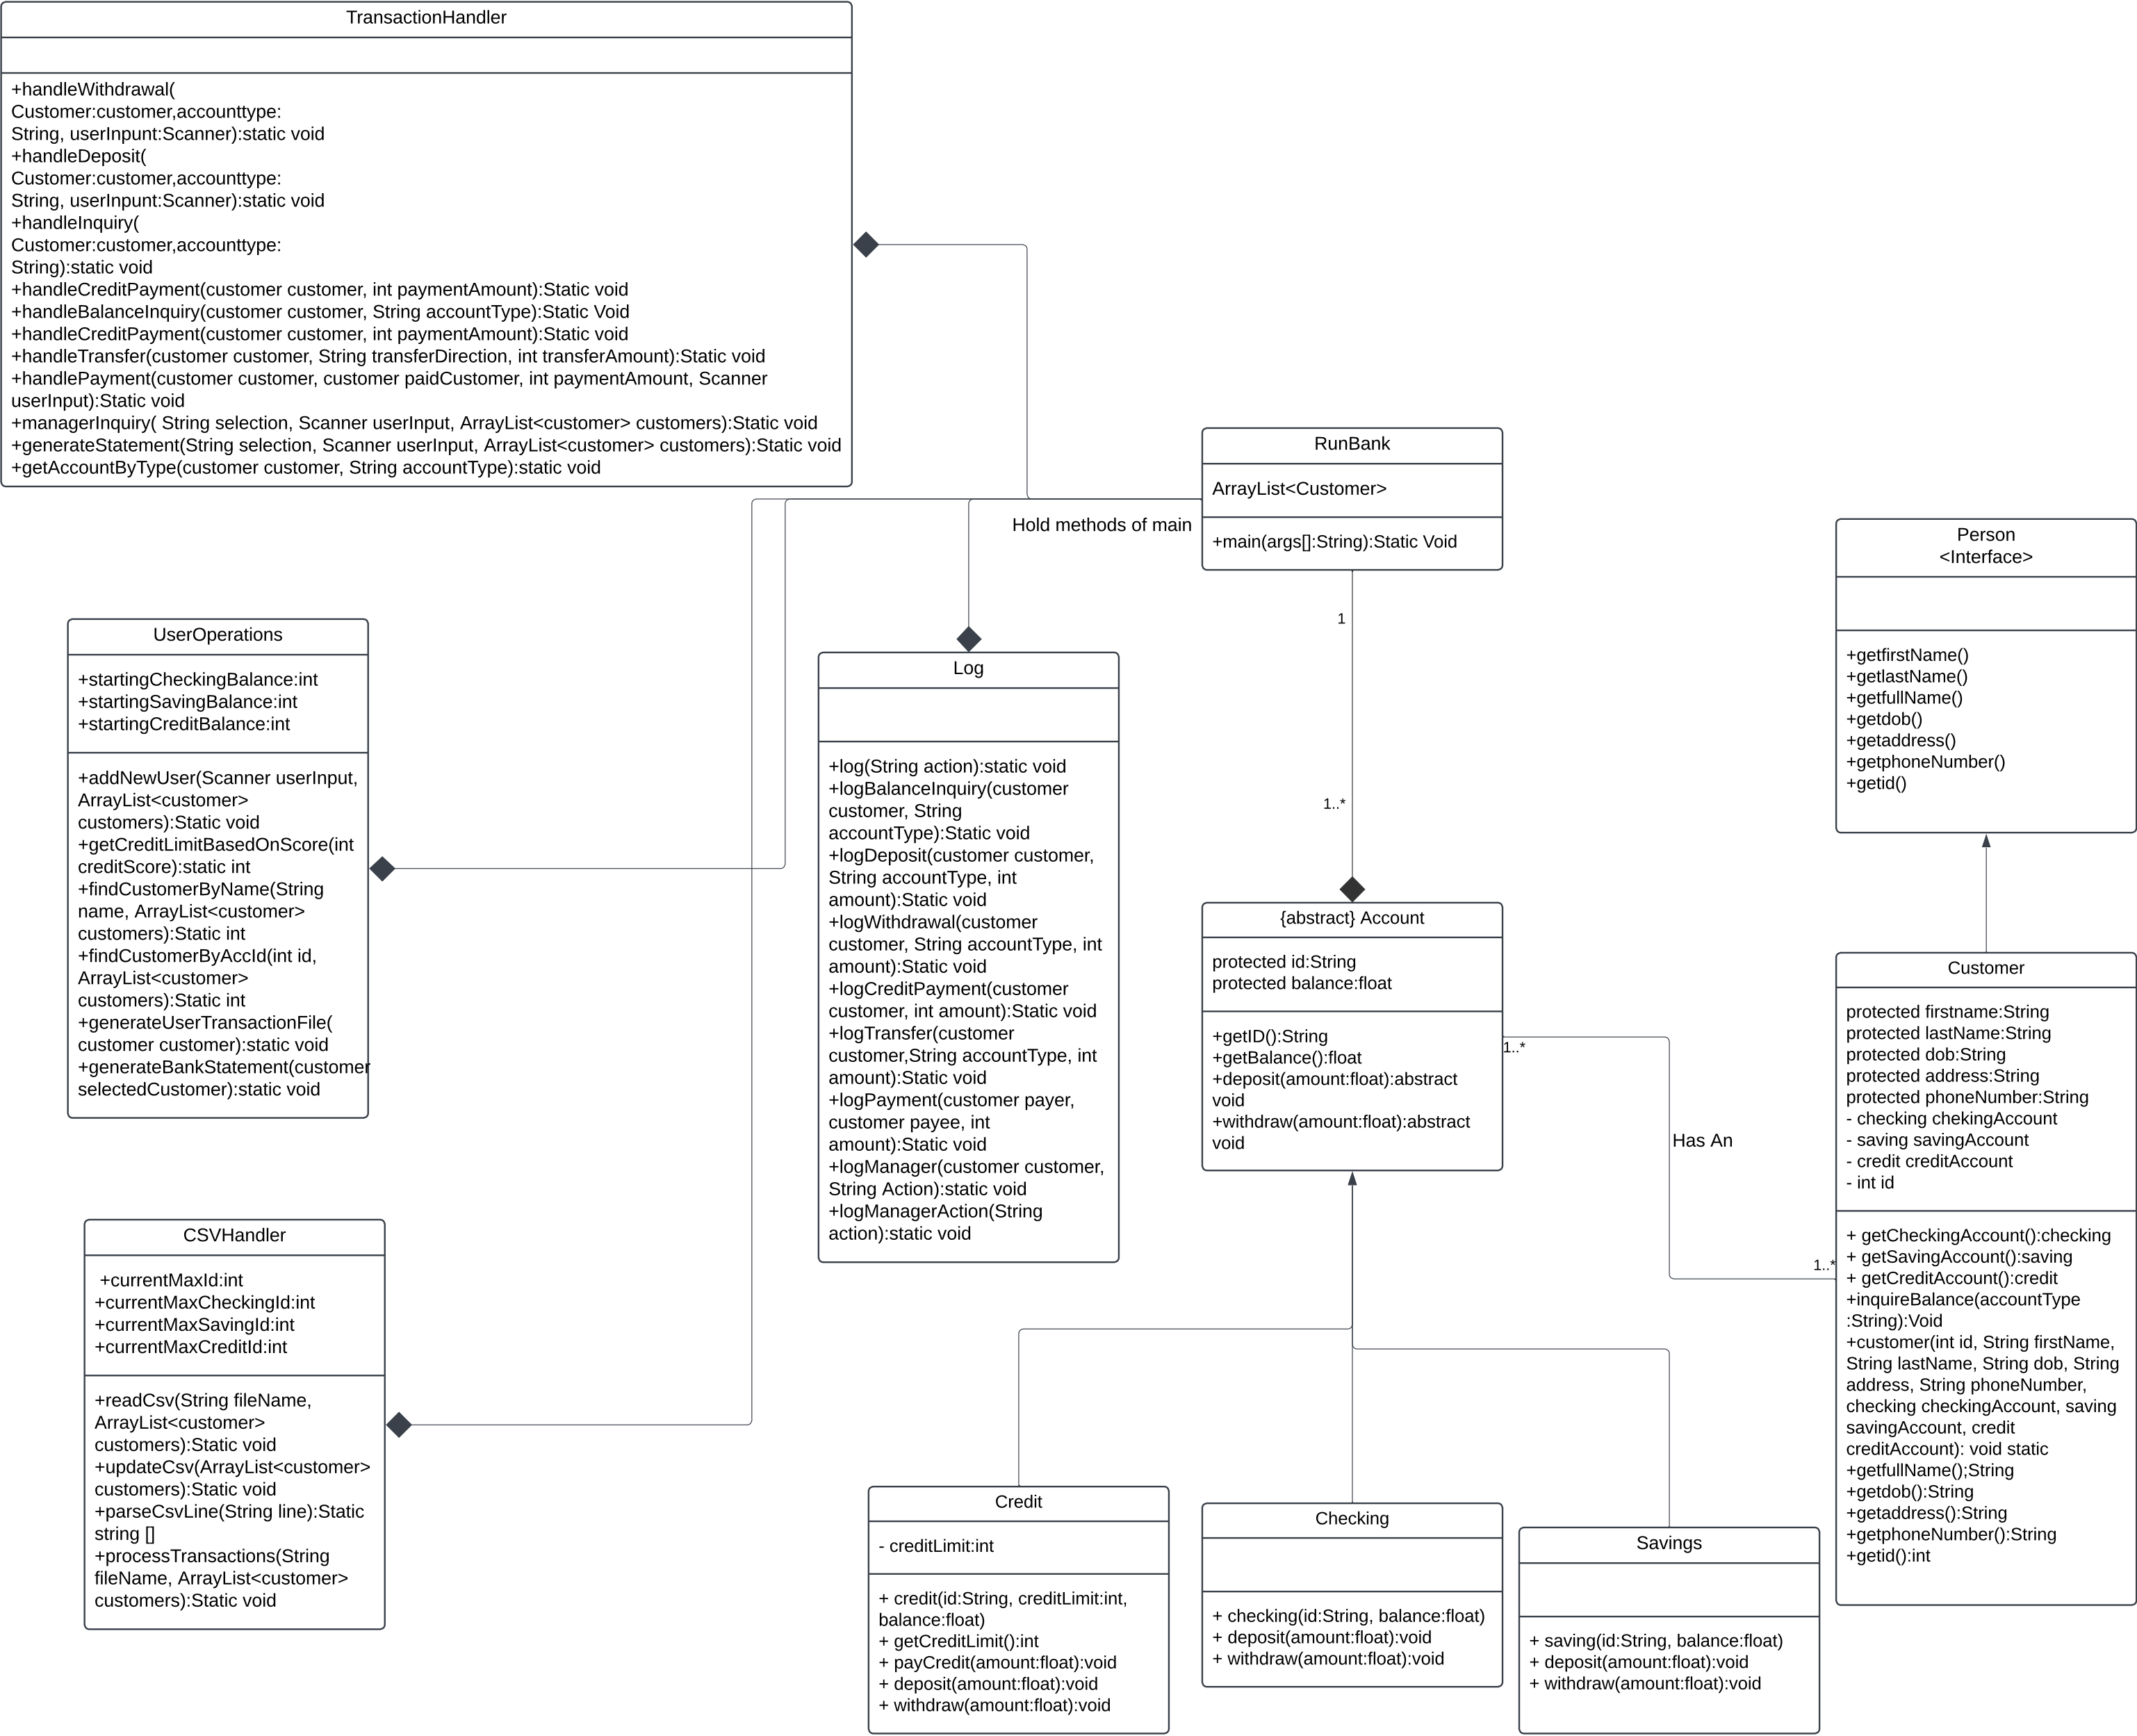 TransactionHandler
+handleWithdrawal(
Customer:customer,accounttype:
String, userInpunt:Scanner):static void
+handleDeposit(
Customer:customer,accounttype:
String, userInpunt:Scanner):static void
+handleInquiry(
Customer:customer,accounttype:
String):static void
+handleCreditPayment(customer customer, int paymentAmount):Static void
+handleBalanceInquiry(customer customer, String accountType):Static Void
+handleCreditPayment(customer customer, int paymentAmount):Static void
+handleTransfer(customer customer, String transferDirection, int transferAmount):Static void
+handlePayment(customer customer, customer paidCustomer, int paymentAmount, Scanner
userInput):Static void
+managerInquiry( String selection, Scanner userInput, ArrayList<customer> customers):Static void
+generateStatement(String selection, Scanner userInput, ArrayList<customer> customers):Static void
+getAccountByType(customer customer, String accountType):static void
RunBank
ArrayList<Customer>
+main(args[]:String):Static Void
Hold methods of main
1
1..*
Person
<Interface>
+getfirstName()
+getlastName()
+getfullName()
+getdob()
+getaddress()
+getphoneNumber()
+getid()
UserOperations
+startingCheckingBalance:int
+startingSavingBalance:int
+startingCreditBalance:int
+addNewUser(Scanner userInput,
ArrayList<customer>
customers):Static void
+getCreditLimitBasedOnScore(int
creditScore):static int
+findCustomerByName(String
name, ArrayList<customer>
customers):Static int
+findCustomerByAccId(int id,
ArrayList<customer>
customers):Static int
+generateUserTransactionFile(
customer customer):static void
+generateBankStatement(customer
selectedCustomer):static void
Log
+log(String action):static void
+logBalanceInquiry(customer
customer, String
accountType):Static void
+logDeposit(customer customer,
String accountType, int
amount):Static void
+logWithdrawal(customer
customer, String accountType, int
amount):Static void
+logCreditPayment(customer
customer, int amount):Static void
+logTransfer(customer
customer,String accountType, int
amount):Static void
+logPayment(customer payer,
customer payee, int
amount):Static void
+logManager(customer customer,
String Action):static void
+logManagerAction(String
action):static void
{abstract} Account
protected id:String
protected balance:float
+getID():String
+getBalance():float
+deposit(amount:float):abstract
void
+withdraw(amount:float):abstract
void
1..*
Has An
1..*
Customer
protected firstname:String
protected lastName:String
protected dob:String
protected address:String
protected phoneNumber:String
- checking chekingAccount
- saving savingAccount
- credit creditAccount
- int id
+ getCheckingAccount():checking
+ getSavingAccount():saving
+ getCreditAccount():credit
+inquireBalance(accountType
:String):Void
+customer(int id, String firstName,
String lastName, String dob, String
address, String phoneNumber,
checking checkingAccount, saving
savingAccount, credit
creditAccount): void static
+getfullName();String
+getdob():String
+getaddress():String
+getphoneNumber():String
+getid():int
CSVHandler
+currentMaxId:int
+currentMaxCheckingId:int
+currentMaxSavingId:int
+currentMaxCreditId:int
+readCsv(String fileName,
ArrayList<customer>
customers):Static void
+updateCsv(ArrayList<customer>
customers):Static void
+parseCsvLine(String line):Static
string []
+processTransactions(String
fileName, ArrayList<customer>
customers):Static void
Credit
- creditLimit:int
+ credit(id:String, creditLimit:int,
balance:float)
+ getCreditLimit():int
+ payCredit(amount:float):void
+ deposit(amount:float):void
+ withdraw(amount:float):void
Checking
+ checking(id:String, balance:float)
+ deposit(amount:float):void
+ withdraw(amount:float):void
Savings
+ saving(id:String, balance:float)
+ deposit(amount:float):void
+ withdraw(amount:float):void